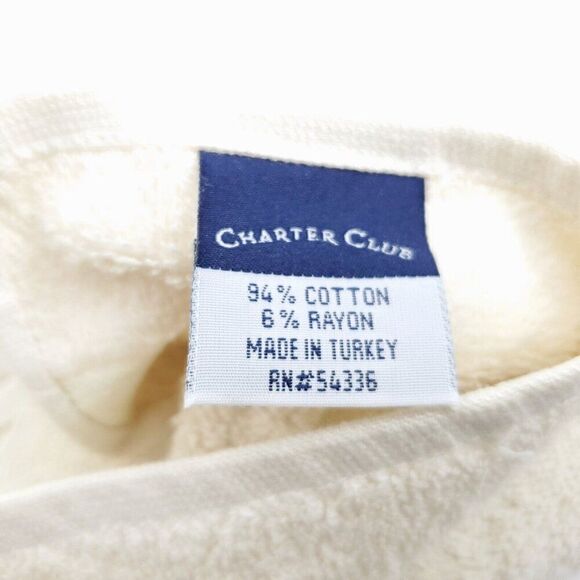 CHARTER CLUB
94% COTTON
6% RAYON
MADE IN TURKEY
RN#54336